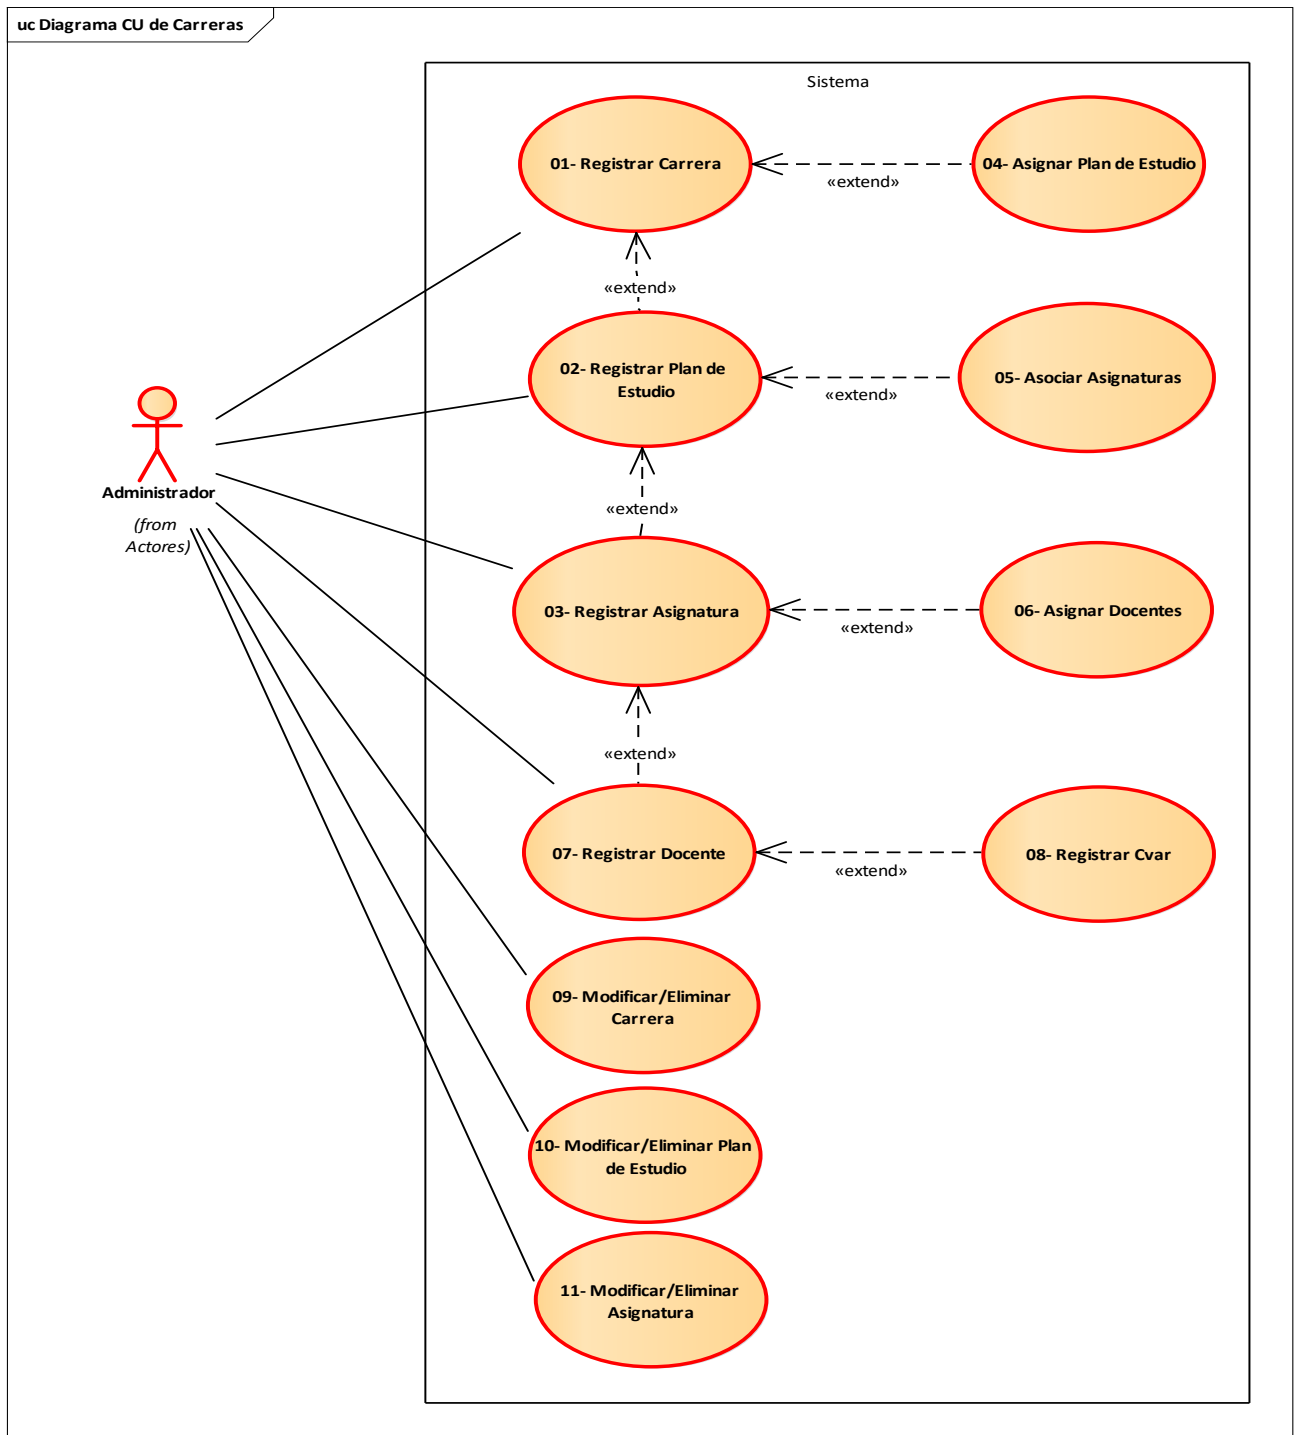 uc Diagrama CU de Carreras
Sistema
01- Registrar Carrera
«extend»
04- Asignar Plan de Estudio
«extend»
02- Registrar Plan de
Estudio
«extend»
05- Asociar Asignaturas
Administrador
(from
Actores)
«extend»
03- Registrar Asignatura
«extend»
06- Asignar Docentes
«extend»
07- Registrar Docente
«extend»
08- Registrar Cvar
09- Modificar/Eliminar
Carrera
10- Modificar/Eliminar Plan
de Estudio
11- Modificar/Eliminar
Asignatura